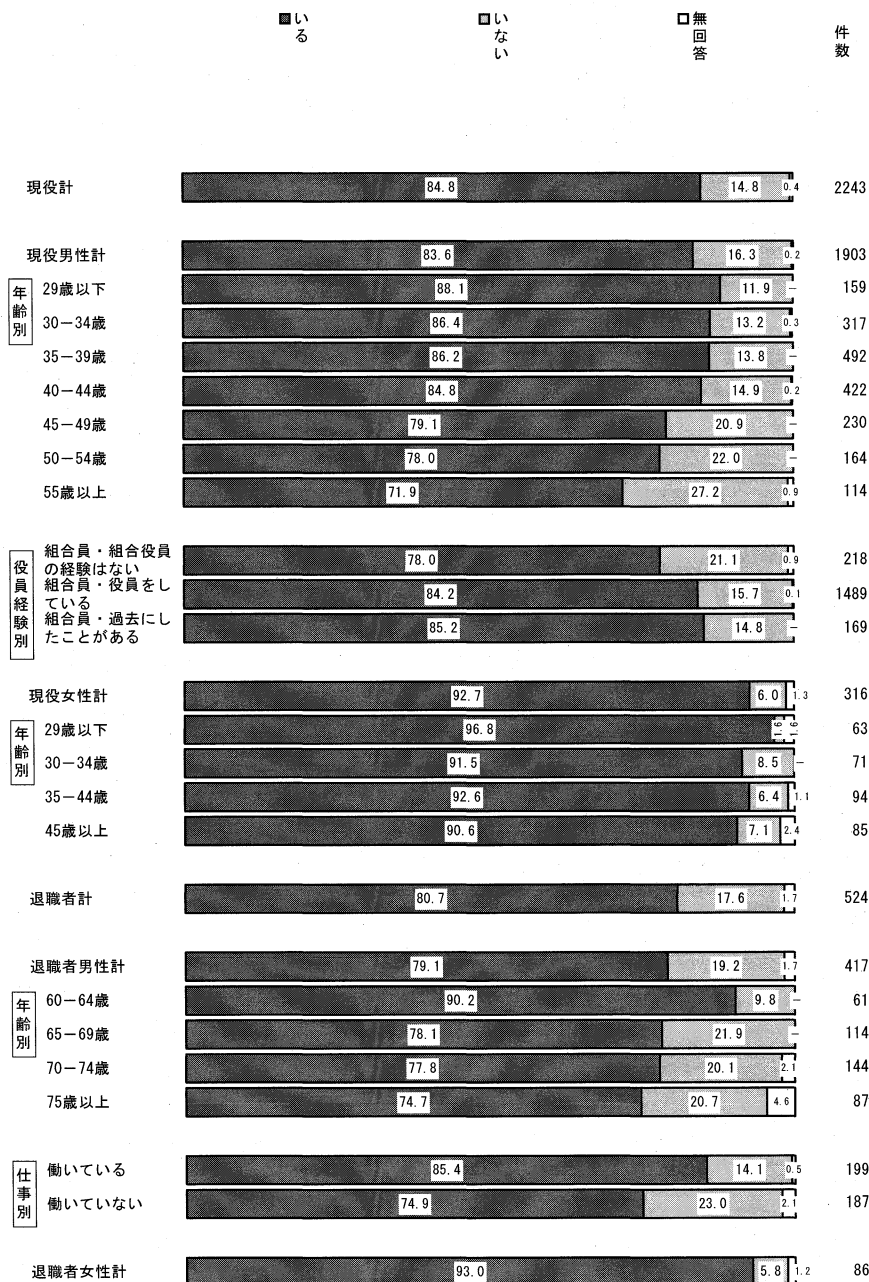 いる いない 無回答 件数
現役計 84.8 14.8 0.4 2243
現役男性計 83.6 16.3 0.2 1903
年齢別
29歳以下 88.1 11.9 － 159
30－34歳 86.4 13.2 0.3 317
35－39歳 86.2 13.8 － 492
40－44歳 84.8 14.9 0.2 422
45－49歳 79.1 20.9 － 230
50－54歳 78.0 22.0 － 164
55歳以上 71.9 27.2 0.9 114
役員経験別
組合員・組合役員
の経験はない 78.0 21.1 0.9 218
組合員・役員をし
ている 84.2 15.7 0.1 1489
組合員・過去にし
たことがある 85.2 14.8 － 169
現役女性計 92.7 6.0 1.3 316
年齢別
29歳以下 96.8 1.6 1.6 63
30－34歳 91.5 8.5 － 71
35－44歳 92.6 6.4 1.1 94
45歳以上 90.6 7.1 2.4 85
退職者計 80.7 17.6 1.7 524
退職者男性計 79.1 19.2 1.7 417
年齢別
60－64歳 90.2 9.8 － 61
65－69歳 78.1 21.9 － 114
70－74歳 77.8 20.1 2.1 144
75歳以上 74.7 20.7 4.6 87
仕事別
働いている 85.4 14.1 0.5 199
働いていない 74.9 23.0 2.1 187
退職者女性計 93.0 5.8 1.2 86